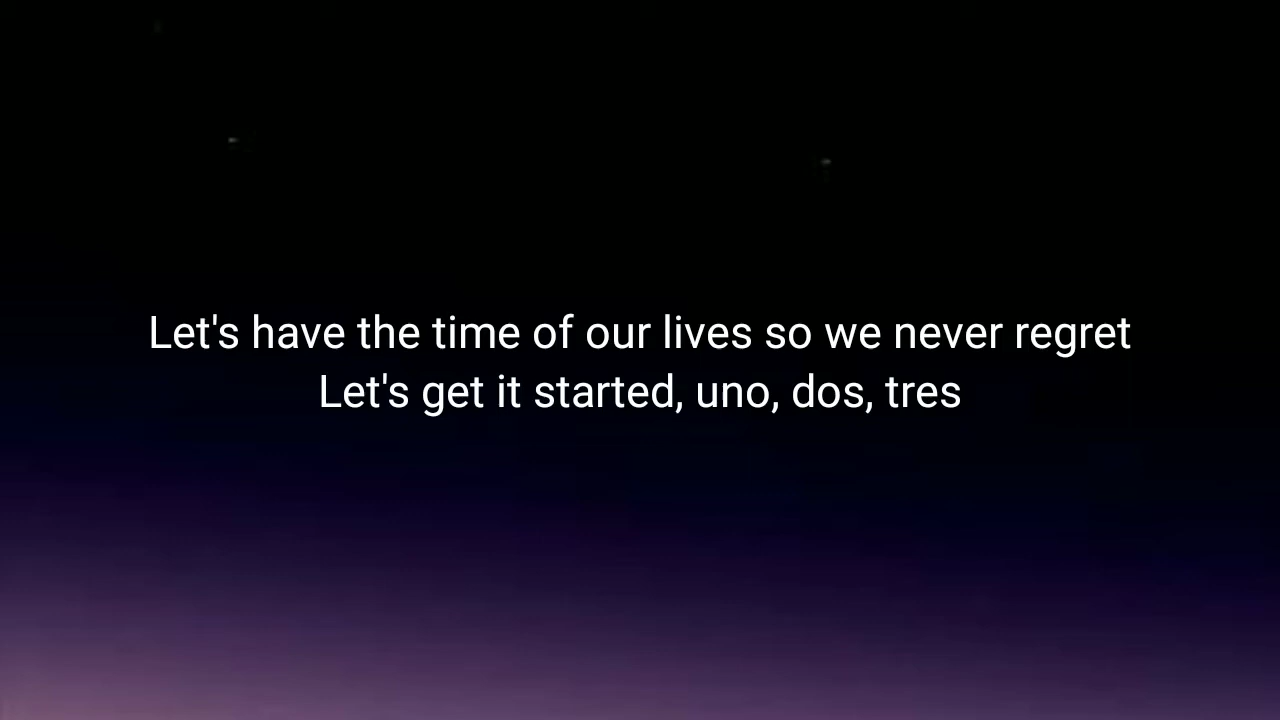 Let's have the time of our lives so we never regret
Let's get it started, uno, dos, tres